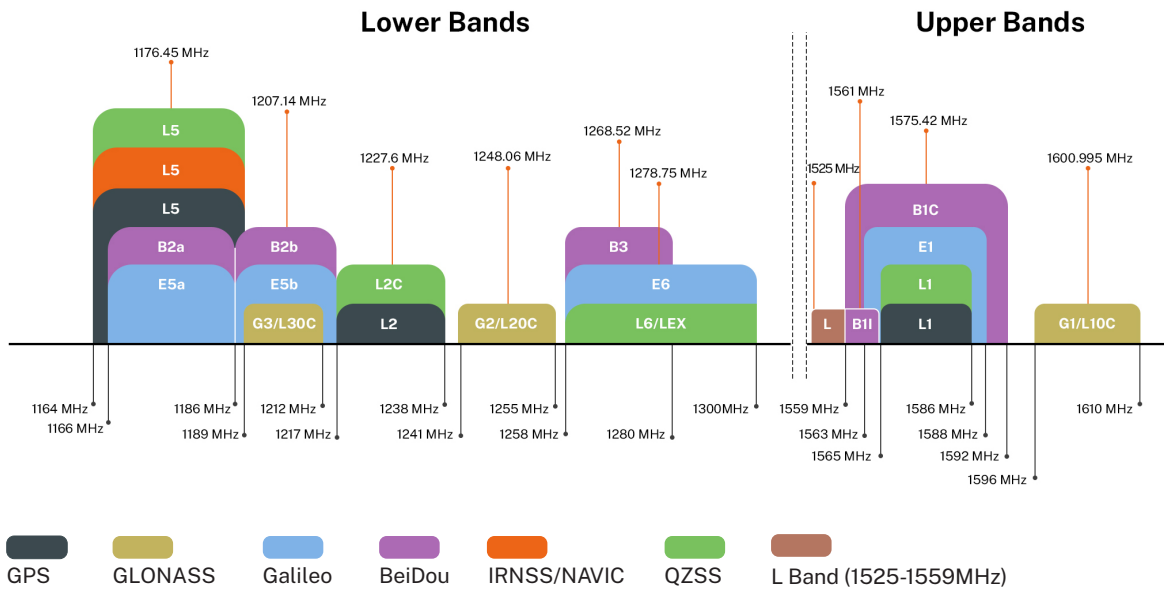 Lower Bands
Upper Bands
1176.45 MHz
1207.14 MHz
1227.6 MHz
1248.06 MHz
1268.52 MHz
1278.75 MHz
1561 MHz
1575.42 MHz
1525 MHz
1600.995 MHz
L5
L5
L5
B2a
B2b
E5a
E5b
G3/L3OC
L2C
L2
G2/L2OC
B3
E6
L6/LEX
B1C
E1
L1
L1
L
B1I
G1/L1OC
1164 MHz
1166 MHz
1186 MHz
1189 MHz
1212 MHz
1217 MHz
1238 MHz
1241 MHz
1255 MHz
1258 MHz
1280 MHz
1300MHz
1559 MHz
1563 MHz
1565 MHz
1586 MHz
1588 MHz
1592 MHz
1596 MHz
1610 MHz
GPS
GLONASS
Galileo
BeiDou
IRNSS/NAVIC
QZSS
L Band (1525-1559MHz)